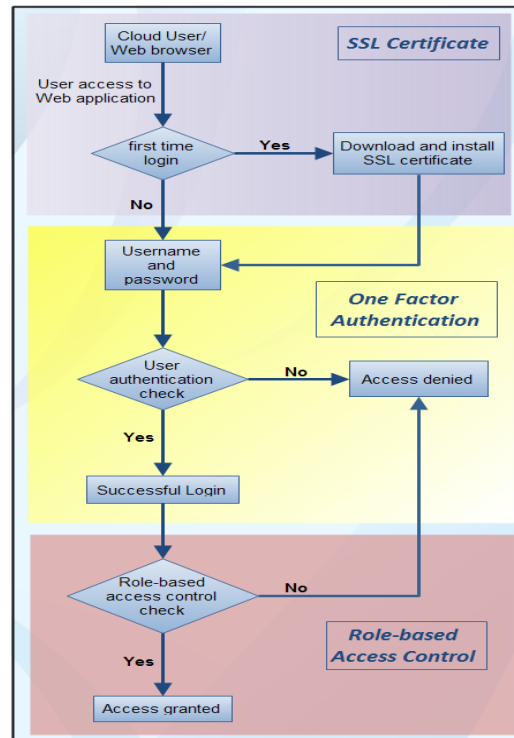 Cloud User/
Web browser
SSL Certificate
User access to
Web application
first time
login
Yes
Download and install
SSL certificate
No
Username
and
password
One Factor
Authentication
User
authentication
check
No
Access denied
Yes
Successful Login
Role-based
access control
check
No
Role-based
Access Control
Yes
Access granted